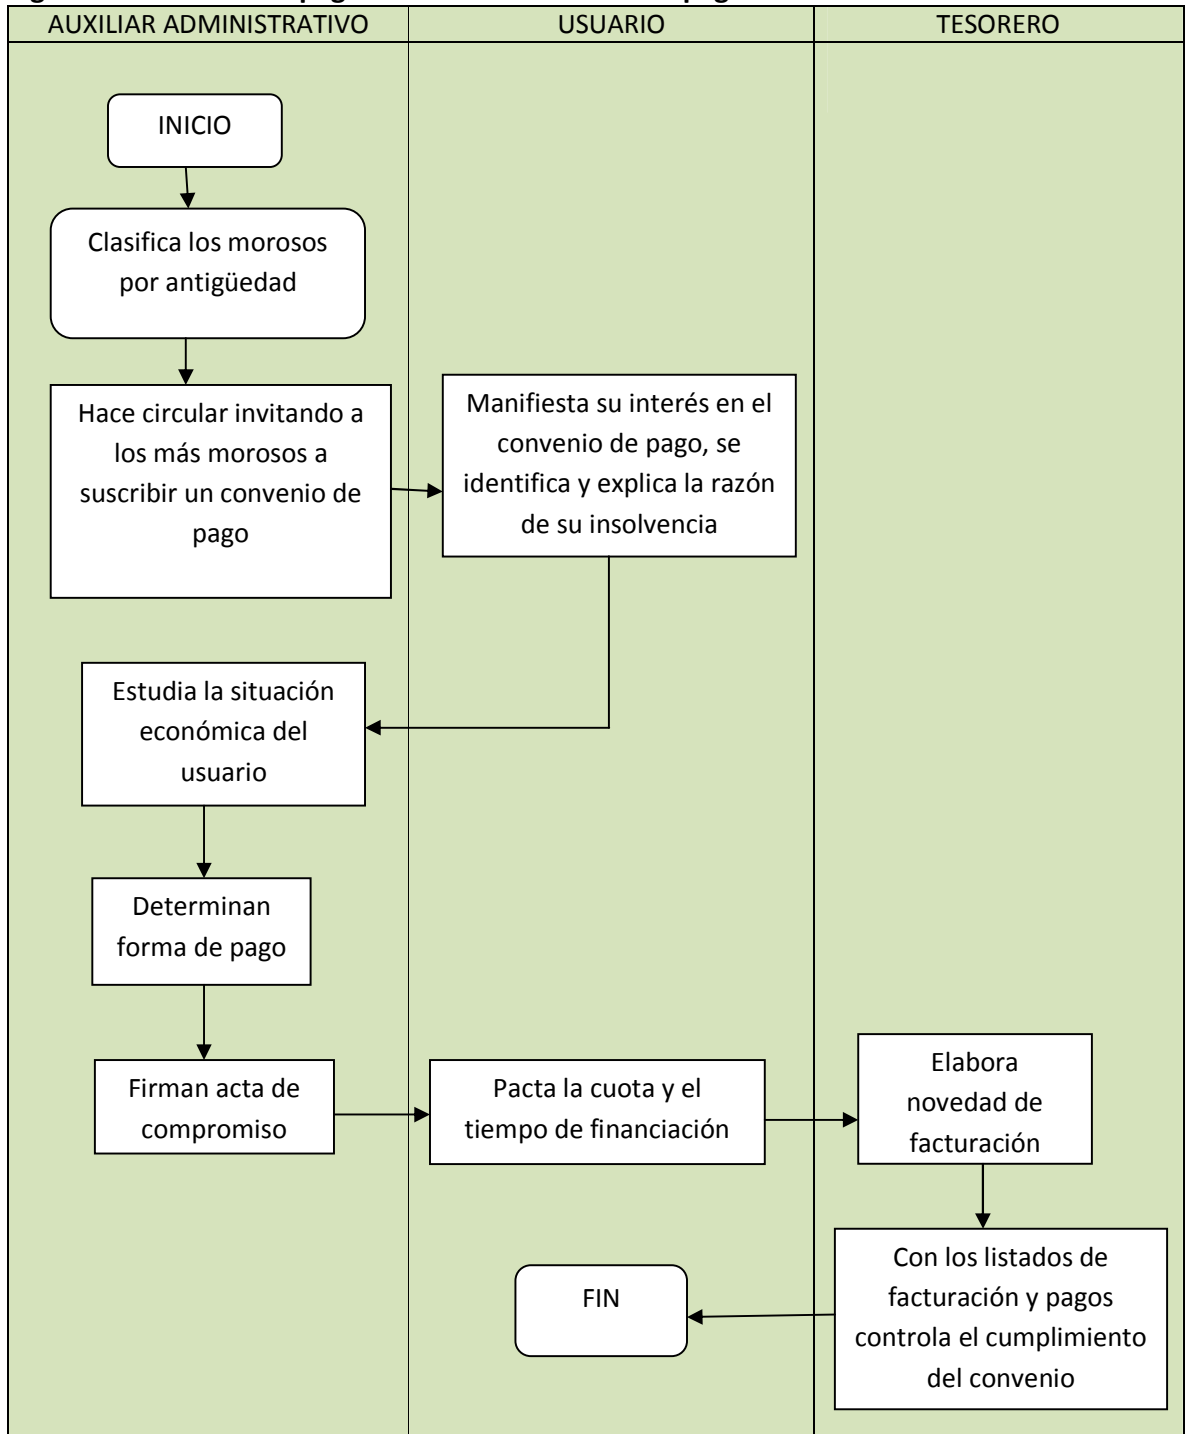 AUXILIAR ADMINISTRATIVO
USUARIO
TESORERO
INICIO
Clasifica los morosos
por antigüedad
Hace circular invitando a
los más morosos a
suscribir un convenio de
pago
Manifiesta su interés en el
convenio de pago, se
identifica y explica la razón
de su insolvencia
Estudia la situación
económica del
usuario
Determinan
forma de pago
Firman acta de
compromiso
Pacta la cuota y el
tiempo de financiación
Elabora
novedad de
facturación
Con los listados de
facturación y pagos
controla el cumplimiento
del convenio
FIN